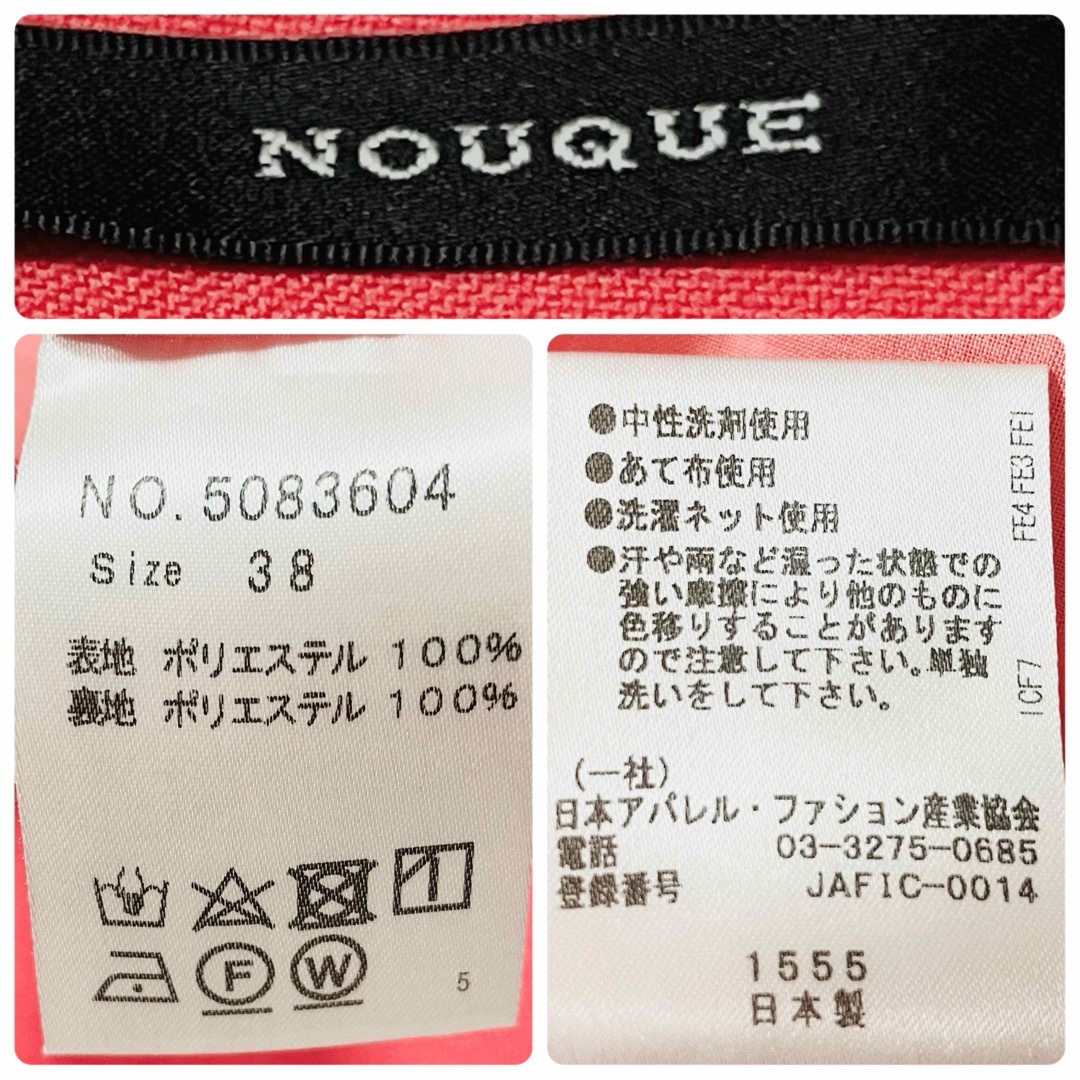 NOUQUE
NO. 5083604
Size 38
表地 ポリエステル 100%
裏地 ポリエステル 100%
F
W
5
●中性洗剤使用
●あて布使用
●洗濯ネット使用
●汗や雨など湿った状態での
強い摩擦により他のものに
色移りすることがあります
ので注意して下さい。単独
洗いをして下さい。
FE4 FE3 FE1
ICF7
(一社)
日本アパレル・ファション産業協会
電話 03-3275-0685
登録番号 JAFIC-0014
1555
日本製